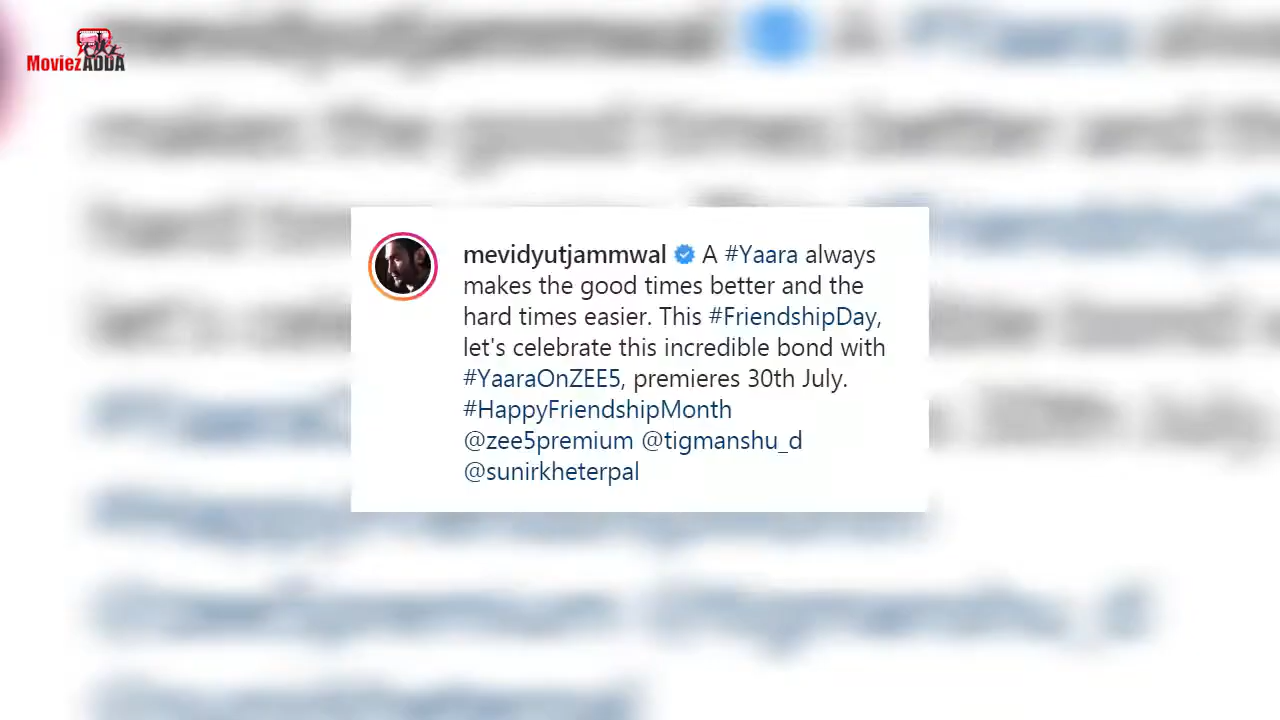 MoviezADDA
mevidyutjammwal A #Yaara always
makes the good times better and the
hard times easier. This #FriendshipDay,
let's celebrate this incredible bond with
#YaaraOnZEE5, premieres 30th July.
#HappyFriendshipMonth
@zee5premium @tigmanshu_d
@sunirkheterpal